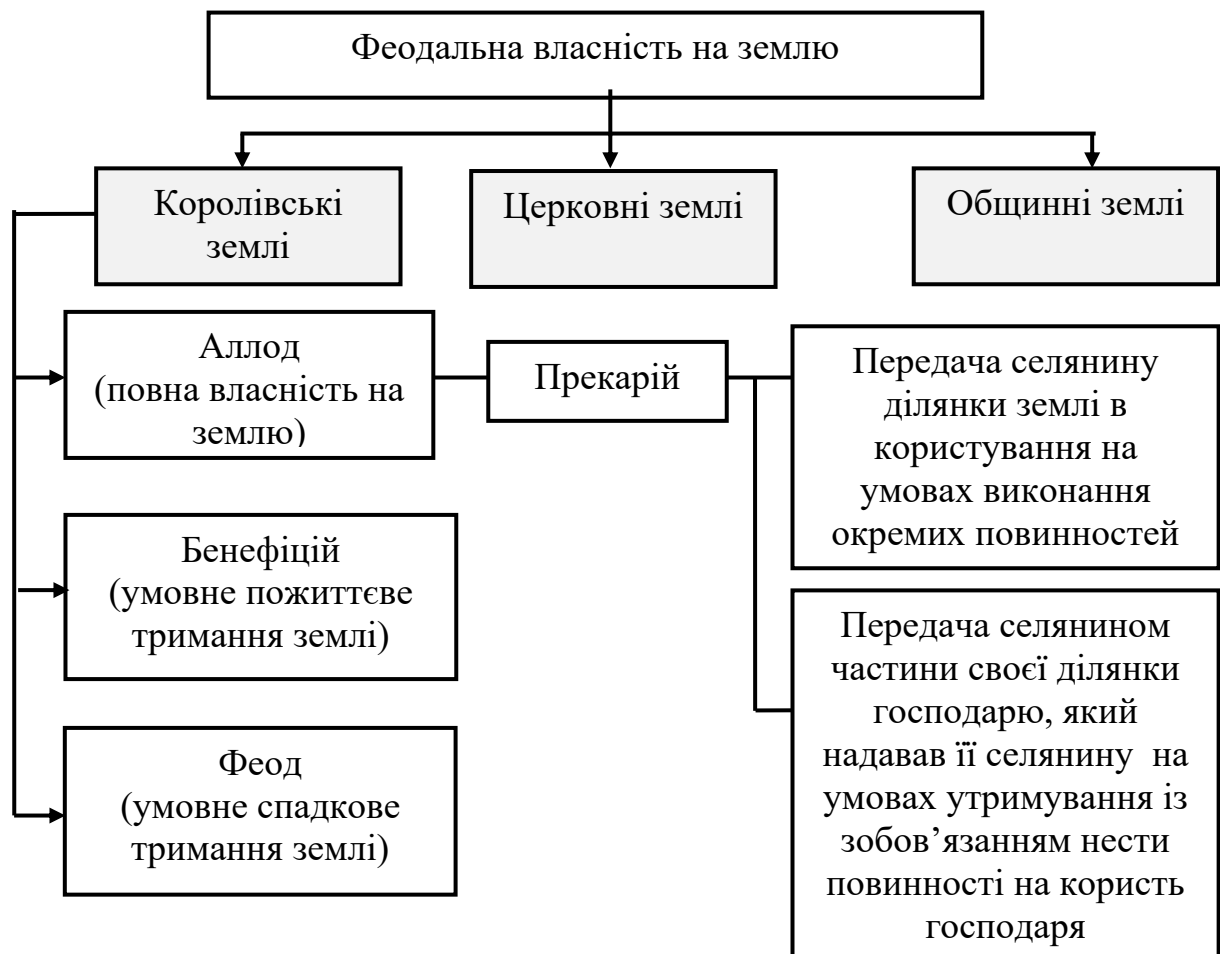 Феодальна власність на землю
Королівські
землі
Церковні землі
Общинні землі
Аллод
(повна власність на
землю)
Прекарій
Передача селянину
ділянки землі в
користування на
умовах виконання
окремих повинностей
Бенефіцій
(умовне пожиттєве
тримання землі)
Передача селянином
частини своєї ділянки
господарю, який
надавав її селянину на
умовах утримування із
зобов’язанням нести
повинності на користь
господаря
Феод
(умовне спадкове
тримання землі)